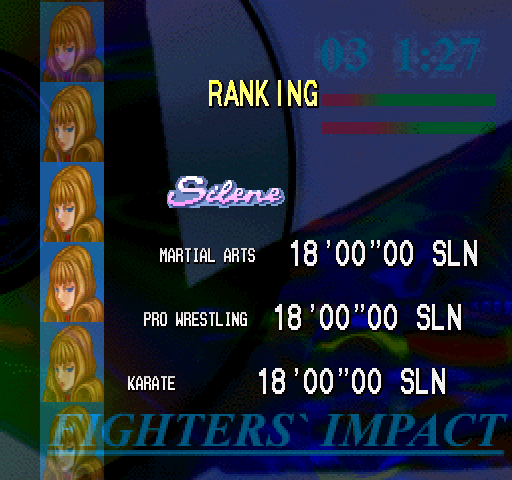 03 1:27
RANKING
Silene
MARTIAL ARTS 18'00"00 SLN
PRO WRESTLING 18'00"00 SLN
KARATE 18'00"00 SLN
FIGHTERS` IMPACT